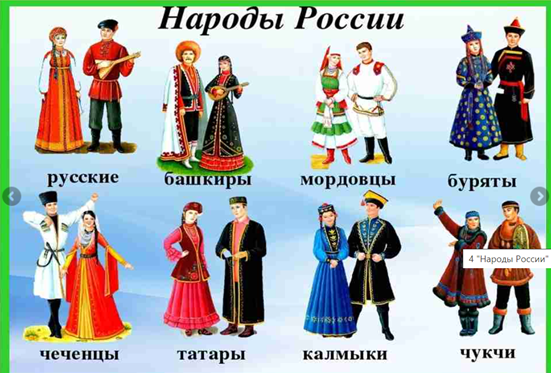 Народы России
русские
башкиры
мордовцы
буряты
4 "Народы России"
чеченцы
татары
калмыки
чукчи